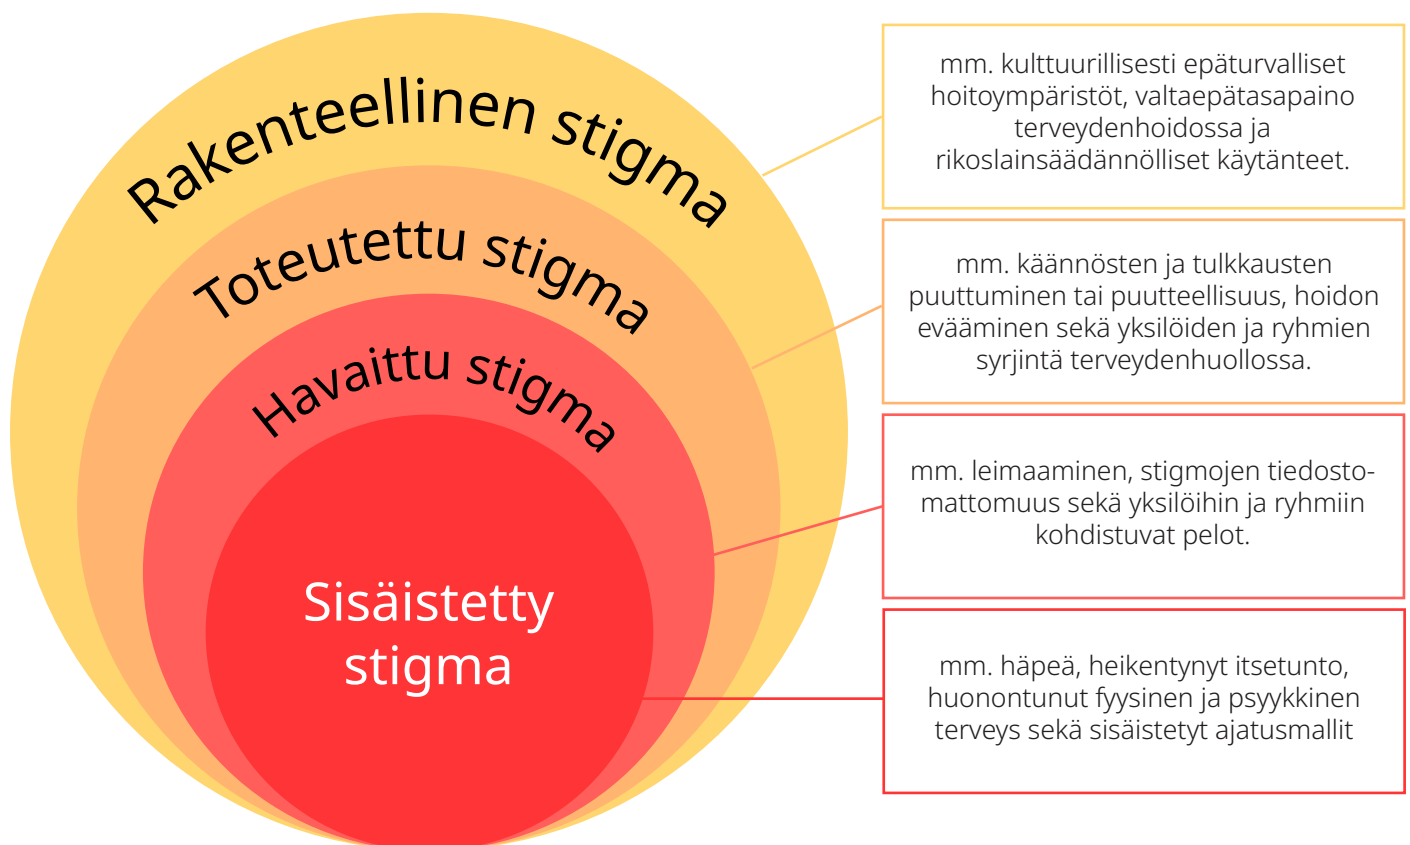 Rakenteellinen stigma
mm. kulttuurillisesti epäturvalliset
hoitoympäristöt, valtaepätasapaino
terveydenhoidossa ja
rikoslainsäädännölliset käytänteet.
Toteutettu stigma
mm. käännösten ja tulkkausten
puuttuminen tai puutteellisuus, hoidon
evääminen sekä yksilöiden ja ryhmien
syrjintä terveydenhuollossa.
Havaittu stigma
mm. leimaaminen, stigmojen tiedosto-
mattomuus sekä yksilöihin ja ryhmiin
kohdistuvat pelot.
Sisäistetty
stigma
mm. häpeä, heikentynyt itsetunto,
huonontunut fyysinen ja psyykkinen
terveys sekä sisäistetyt ajatusmallit